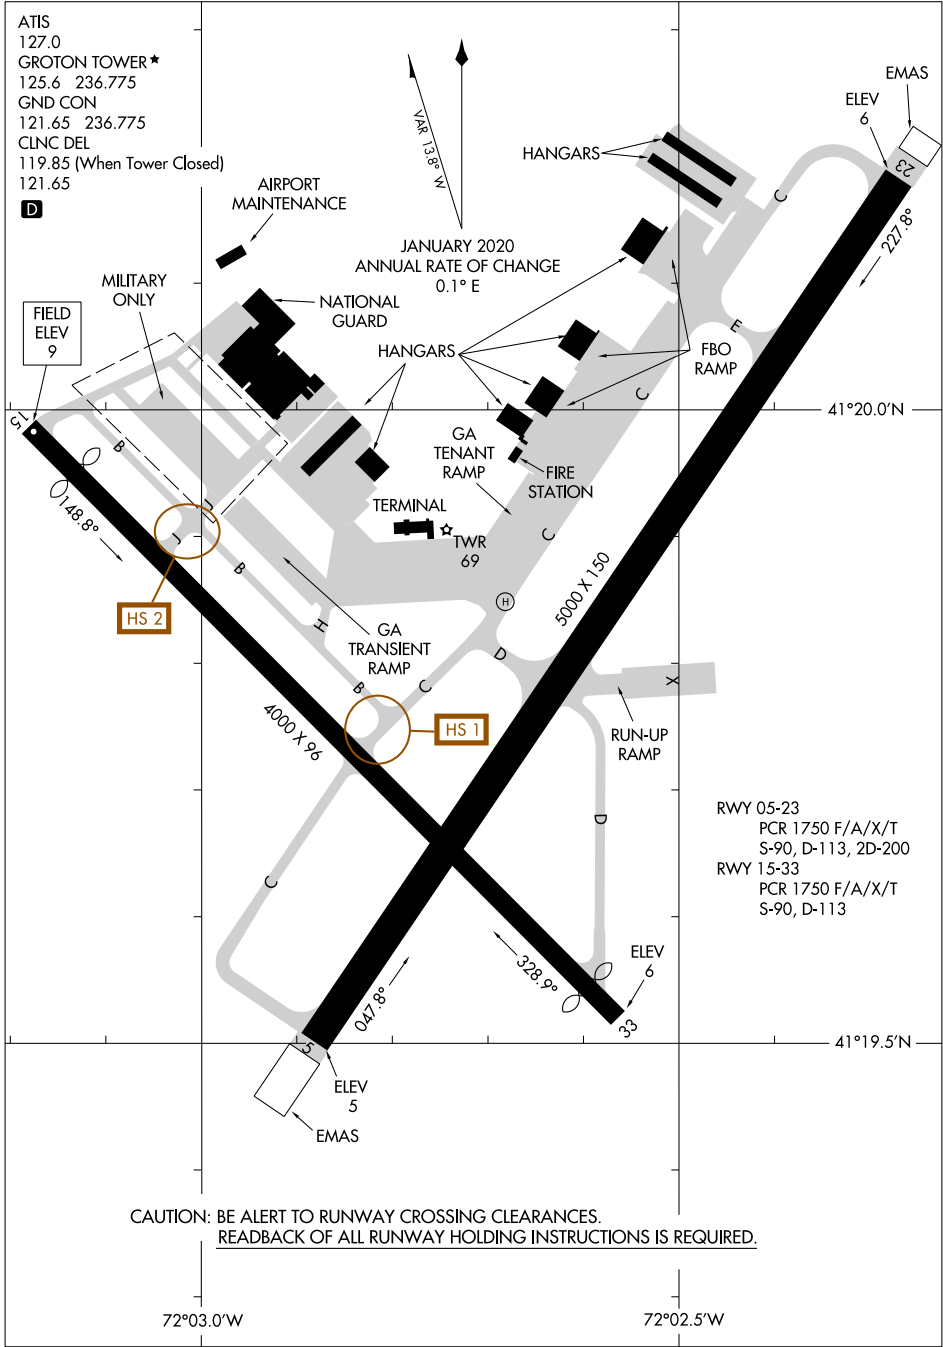 ATIS
127.0
GROTON TOWER★
125.6 236.775
GND CON
121.65 236.775
CLNC DEL
119.85 (When Tower Closed)
121.65
D
VAR 13.8° W
JANUARY 2020
ANNUAL RATE OF CHANGE
0.1° E
EMAS
ELEV
6
23
227.8°
HANGARS
C
AIRPORT
MAINTENANCE
MILITARY
ONLY
NATIONAL
GUARD
FIELD
ELEV
9
HANGARS
E
FBO
RAMP
C
41°20.0'N
15
B
GA
TENANT
RAMP
FIRE
STATION
148.8°
J
J
TERMINAL
TWR
69
C
B
HS 2
H
H
5000 X 150
GA
TRANSIENT
RAMP
D
B
C
X
HS 1
RUN-UP
RAMP
4000 X 96
D
RWY 05-23
PCR 1750 F/A/X/T
S-90, D-113, 2D-200
RWY 15-33
PCR 1750 F/A/X/T
S-90, D-113
C
328.9°
ELEV
6
33
047.8°
5
41°19.5'N
ELEV
5
EMAS
CAUTION: BE ALERT TO RUNWAY CROSSING CLEARANCES.
READBACK OF ALL RUNWAY HOLDING INSTRUCTIONS IS REQUIRED.
72°03.0'W
72°02.5'W